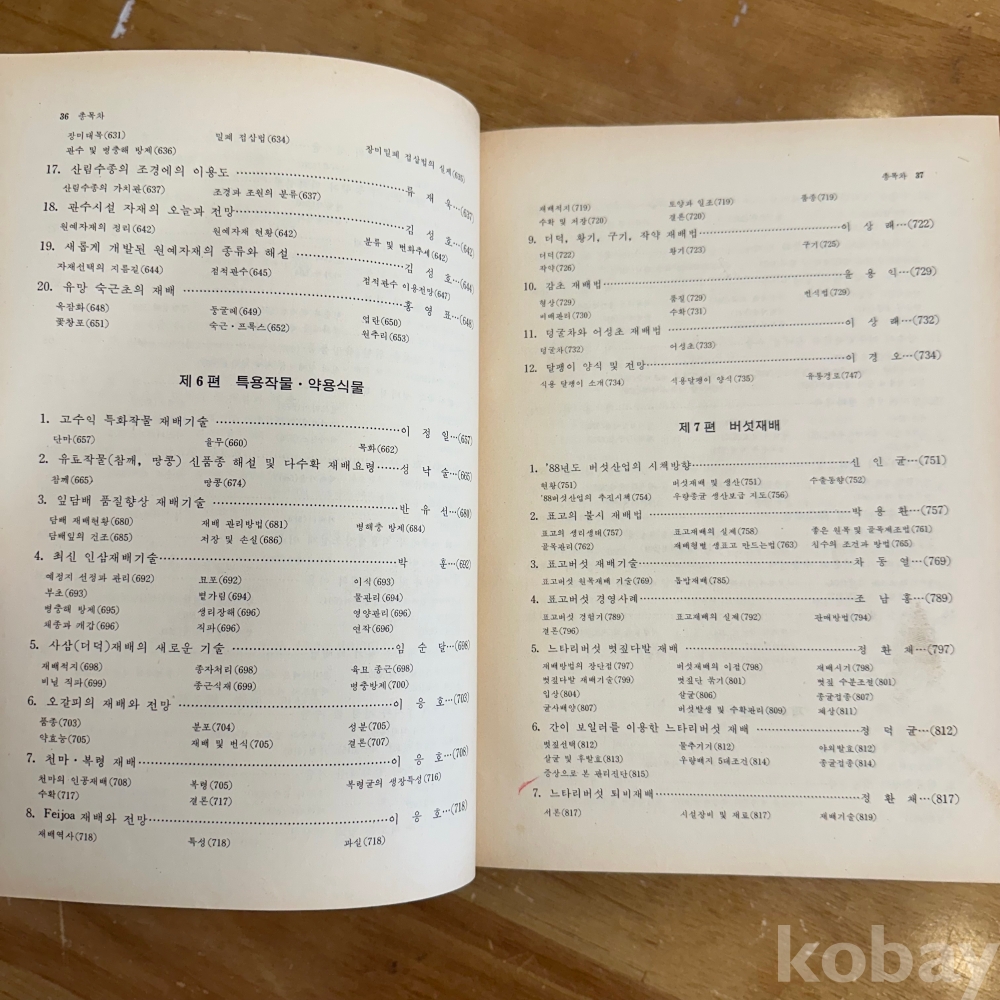 36 총목차
장미대목(631) 밀폐 접삽법(634) 장미밀폐 접삽법의 실제(635)
관수 및 병충해 방제(636)
17. 산림수종의 조경에의 이용도 류 재 욱…(637)
산림수종의 가치관(637) 조경과 조원의 분류(637)
18. 관수시설 자재의 오늘과 전망 김 성 호…(642)
원예자재의 정리(642) 원예자재 현황(642) 분류 및 변화추세(642)
19. 새롭게 개발된 원예자재의 종류와 해설 김 성 호…(644)
자재선택의 지름길(644) 점적관수(645) 점적관수 이용전망(647)
20. 유망 숙근초의 재배 홍 영 표…(648)
옥잠화(648) 둥굴레(649) 엽란(650)
꽃창포(651) 숙근·프록스(652) 원추리(653)
제 6 편 특용작물·약용식물
1. 고수익 특화작물 재배기술 이 정 일…(657)
단마(657) 율무(660) 목화(662)
2. 유료작물(참깨, 땅콩) 신품종 해설 및 다수확 재배요령 성 낙 술…(665)
참깨(665) 땅콩(674)
3. 잎담배 품질향상 재배기술 반 유 선…(680)
담배 재배현황(680) 재배 관리방법(681) 병해충 방제(684)
담배잎의 건조(685) 저장 및 손실(686)
4. 최신 인삼재배기술 박 훈…(692)
예정지 선정과 관리(692) 묘포(692) 이식(693)
부초(693) 볕가림(694) 물관리(694)
병충해 방제(695) 생리장해(696) 영양관리(696)
채종과 개갑(696) 직파(696) 연작(696)
5. 사삼(더덕)재배의 새로운 기술 임 순 달…(698)
재배적지(698) 종자처리(698) 육묘 종근(698)
비닐 직파(699) 종근식재(699) 병충방제(700)
6. 오갈피의 재배와 전망 이 응 호…(703)
품종(703) 분포(704) 성분(705)
약효능(705) 재배 및 번식(705) 결론(707)
7. 천마·복령 재배 이 응 호…(708)
천마의 인공재배(708) 복령(705) 복령균의 생장특성(716)
수확(717) 결론(717)
8. Feijoa 재배와 전망 이 응 호…(718)
재배역사(718) 특성(718) 과실(718)
총목차 37
재배적지(719) 토양과 일조(719) 품종(719)
수확 및 저장(720) 결론(720)
9. 더덕, 황기, 구기, 작약 재배법 이 상 래…(722)
더덕(722) 황기(723) 구기(725)
작약(726)
10. 감초 재배법 윤 용 익…(729)
형상(729) 품질(729) 번식법(729)
비배관리(730) 수확(731)
11. 덩굴차와 어성초 재배법 이 상 래…(732)
덩굴차(732) 어성초(733)
12. 달팽이 양식 및 전망 이 경 오…(734)
식용 달팽이 소개(734) 식용달팽이 양식(735) 유통경로(747)
제 7 편 버섯재배
1. '88년도 버섯산업의 시책방향 신 인 균…(751)
현황(751) 버섯재배 및 생산(751) 수출동향(752)
'88버섯산업의 추진시책(754) 우량종균 생산보급 지도(756)
2. 표고의 불시 재배법 박 용 환…(757)
표고의 생리생태(757) 표고재배의 실제(758) 좋은 원목 및 골목제조법(761)
골목관리(762) 재배형별 생표고 만드는법(763) 침수의 조건과 방법(765)
3. 표고버섯 재배기술 차 동 열…(769)
표고버섯 원목재배 기술(769) 톱밥재배(785)
4. 표고버섯 경영사례 조 남 홍…(789)
표고버섯 경험기(789) 표고재배의 실제(792) 판매방법(794)
결론(796)
5. 느타리버섯 볏짚다발 재배 정 환 채…(797)
재배방법의 장단점(797) 버섯재배의 이점(798) 재배시기(798)
볏짚다발 재배기술(799) 볏짚단 묶기(801) 볏짚 수분조절(801)
입상(804) 살균(806) 종균접종(807)
균사배양(807) 버섯발생 및 수확관리(809) 폐상(811)
6. 간이 보일러를 이용한 느타리버섯 재배 정 덕 균…(812)
볏짚선택(812) 물추기기(812) 야외발효(813)
살균 및 후발효(813) 우량배지 5대조건(814) 종균접종(814)
증상으로 본 관리진단(815)
7. 느타리버섯 퇴비재배 정 환 채…(817)
서론(817) 시설장비 및 재료(817) 재배기술(819)
kobay